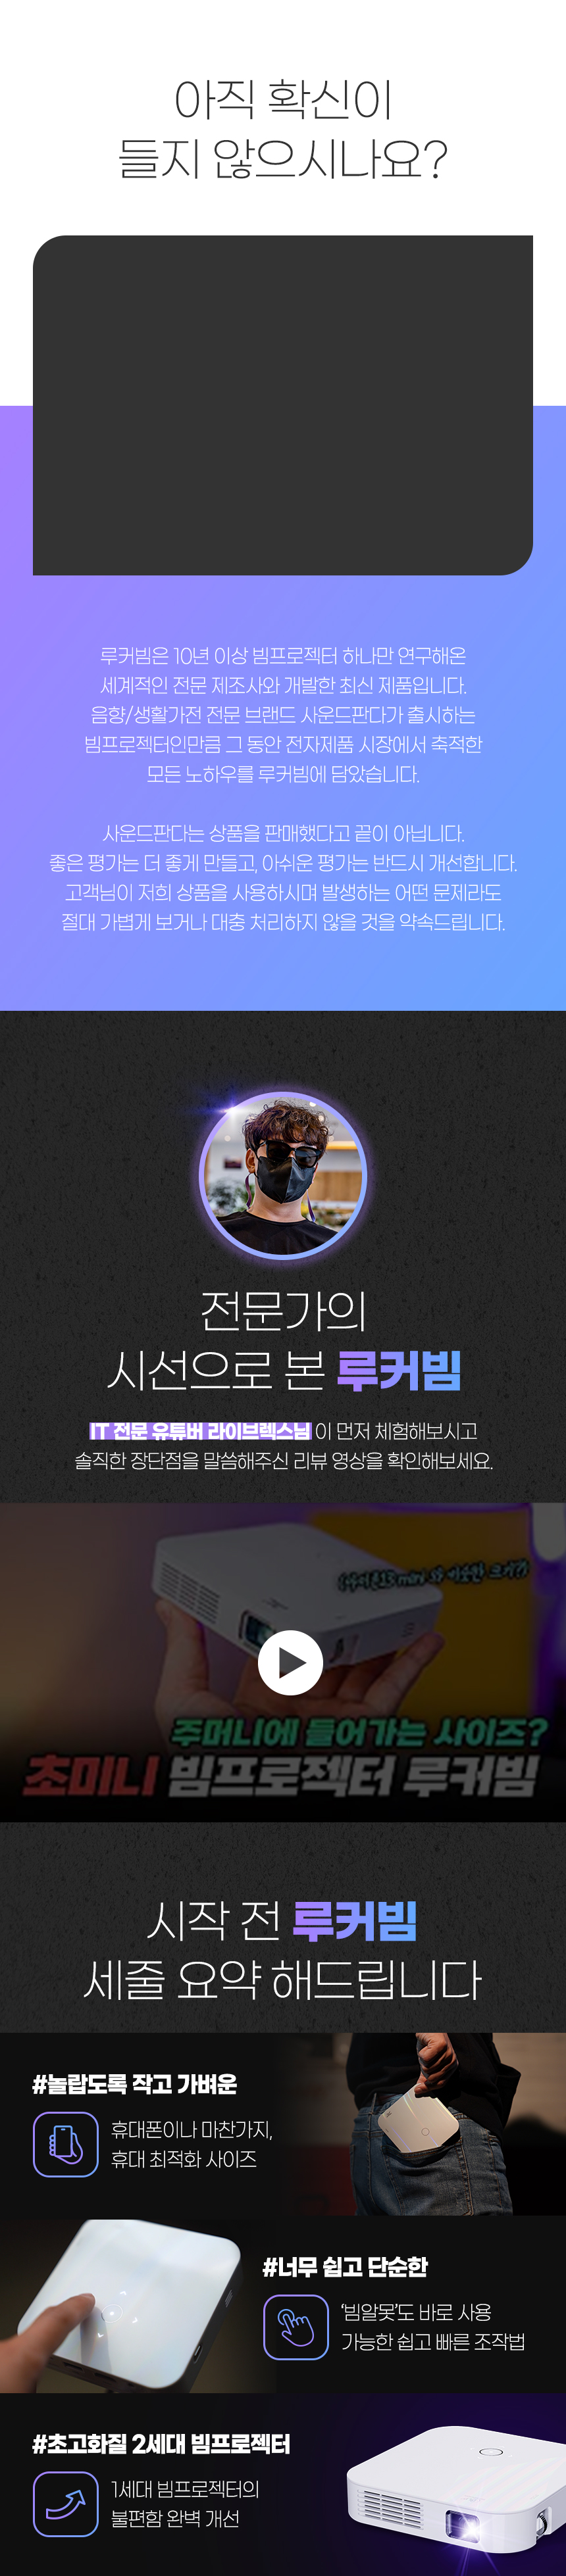 아직 확신이
들지 않으시나요?
루커빔은 10년 이상 빔프로젝터 하나만 연구해온
세계적인 전문 제조사와 개발한 최신 제품입니다.
음향/생활가전 전문 브랜드 사운드판다가 출시하는
빔프로젝터인만큼 그 동안 전자제품 시장에서 축적한
모든 노하우를 루커빔에 담았습니다.
사운드판다는 상품을 판매했다고 끝이 아닙니다.
좋은 평가는 더 좋게 만들고, 아쉬운 평가는 반드시 개선합니다.
고객님이 저희 상품을 사용하시며 발생하는 어떤 문제라도
절대 가볍게 보거나 대충 처리하지 않을 것을 약속드립니다.
전문가의
시선으로 본 루커빔
IT 전문 유튜버 라이브렉스님이 먼저 체험해보시고
솔직한 장단점을 말씀해주신 리뷰 영상을 확인해보세요.
주머니에 들어가는 사이즈?
초미니 빔프로젝터 루커빔
시작 전 루커빔
세줄 요약 해드립니다
#놀랍도록 작고 가벼운
휴대폰이나 마찬가지,
휴대 최적화 사이즈
#너무 쉽고 단순한
'빔알못'도 바로 사용
가능한 쉽고 빠른 조작법
#초고화질 2세대 빔프로젝터
1세대 빔프로젝터의
불편함 완벽 개선